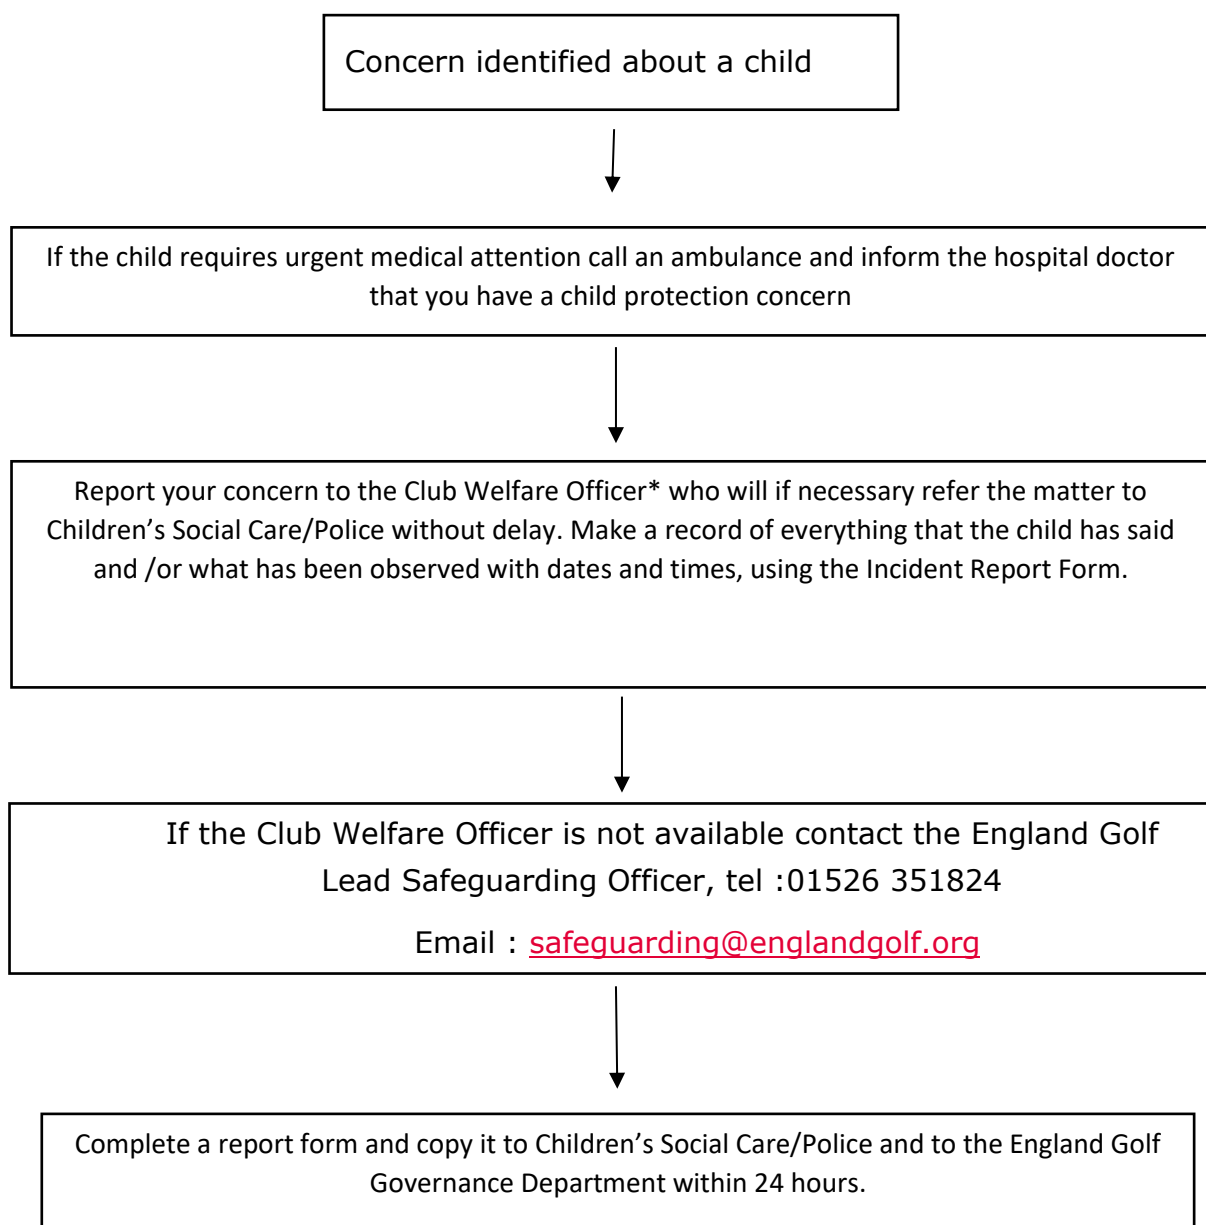 Concern identified about a child
If the child requires urgent medical attention call an ambulance and inform the hospital doctor
that you have a child protection concern
Report your concern to the Club Welfare Officer* who will if necessary refer the matter to
Children’s Social Care/Police without delay. Make a record of everything that the child has said
and /or what has been observed with dates and times, using the Incident Report Form.
If the Club Welfare Officer is not available contact the England Golf
Lead Safeguarding Officer, tel :01526 351824
Email : safeguarding@englandgolf.org
Complete a report form and copy it to Children’s Social Care/Police and to the England Golf
Governance Department within 24 hours.